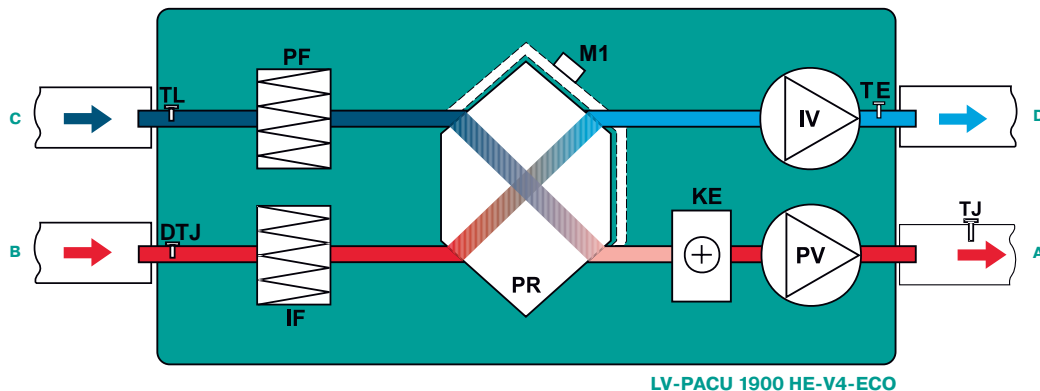 PF
M1
TL
TE
C
IV
D
KE
TJ
DTJ
B
PV
A
PR
IF
LV-PACU 1900 HE-V4-ECO